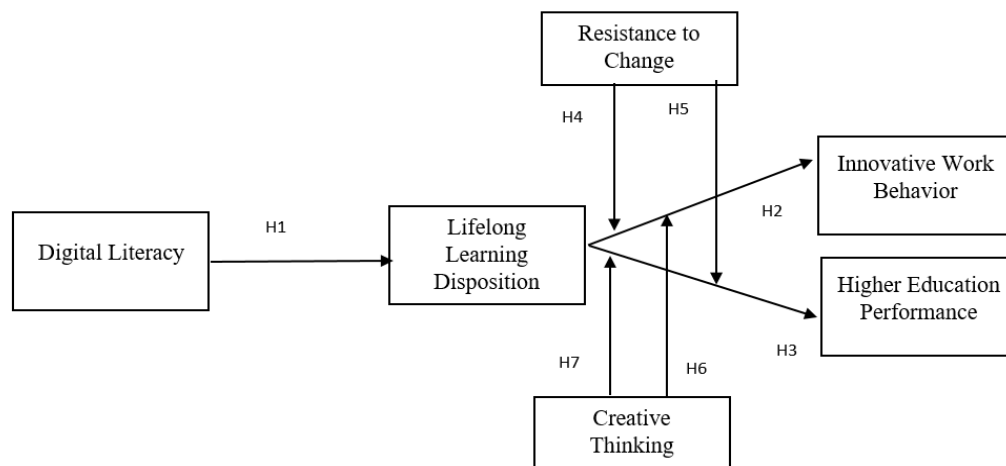 Resistance to
Change
H4
H5
Innovative Work
Behavior
H2
H1
Digital Literacy
Lifelong
Learning
Disposition
Higher Education
Performance
H3
H7
H6
Creative
Thinking